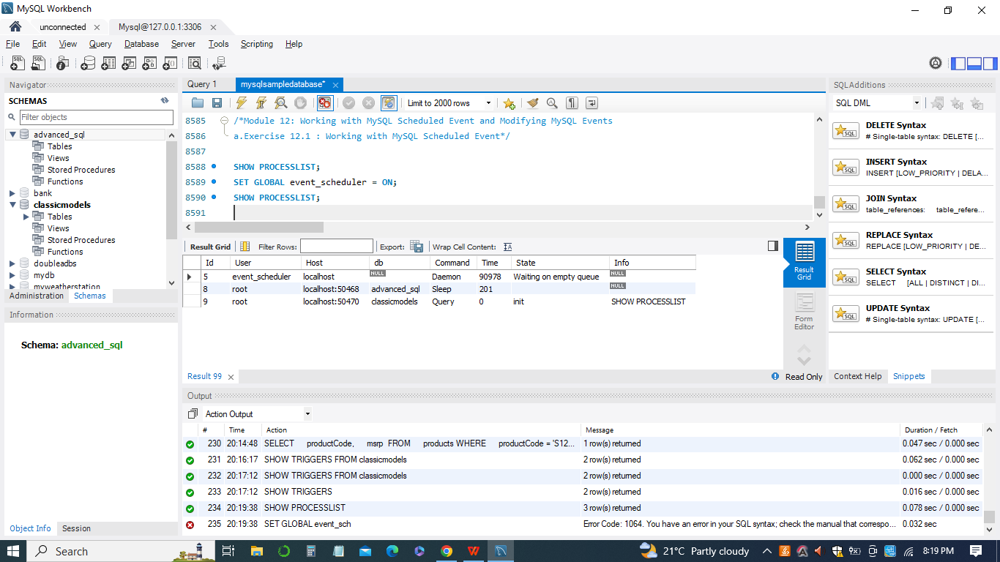 MySQL Workbench
unconnected
Mysql@127.0.0.1:3306
File Edit View Query Database Server Tools Scripting Help
Navigator
SCHEMAS
Filter objects
advanced_sql
Tables
Views
Stored Procedures
Functions
bank
classicmodels
Tables
Views
Stored Procedures
Functions
doubleadbs
mydb
myweatherstation
Administration Schemas
Information
Schema: advanced_sql
Object Info Session
Query 1
mysqlsampledatabase*
Limit to 2000 rows
8585 /*Module 12: Working with MySQL Scheduled Event and Modifying MySQL Events
8586 a.Exercise 12.1 : Working with MySQL Scheduled Event*/
8587
8588 SHOW PROCESSLIST;
8589 SET GLOBAL event_scheduler = ON;
8590 SHOW PROCESSLIST;
8591
Result Grid Filter Rows: Export: Wrap Cell Content:
Id User Host db Command Time State Info
5 event_scheduler localhost NULL Daemon 90978 Waiting on empty queue NULL
8 root localhost:50468 advanced_sql Sleep 201 NULL
9 root localhost:50470 classicmodels Query 0 init SHOW PROCESSLIST
Result Grid
Form Editor
Result 99
Read Only
SQLAdditions
SQL DML
DELETE Syntax
# Single-table syntax: DELETE [...
INSERT Syntax
INSERT [LOW_PRIORITY | DELA...
JOIN Syntax
table_references: table_refere...
REPLACE Syntax
REPLACE [LOW_PRIORITY | DE...
SELECT Syntax
SELECT [ALL | DISTINCT | DI...
UPDATE Syntax
# Single-table syntax: UPDATE [...
Context Help Snippets
Output
Action Output
# Time Action Message Duration / Fetch
230 20:14:48 SELECT productCode, msrp FROM products WHERE productCode = 'S12... 1 row(s) returned 0.047 sec / 0.000 sec
231 20:16:17 SHOW TRIGGERS FROM classicmodels 2 row(s) returned 0.062 sec / 0.000 sec
232 20:17:12 SHOW TRIGGERS FROM classicmodels 2 row(s) returned 0.000 sec / 0.000 sec
233 20:17:12 SHOW TRIGGERS 2 row(s) returned 0.016 sec / 0.000 sec
234 20:19:38 SHOW PROCESSLIST 3 row(s) returned 0.078 sec / 0.000 sec
235 20:19:38 SET GLOBAL event_sch Error Code: 1064. You have an error in your SQL syntax; check the manual that correspo... 0.032 sec
Search
21°C Partly cloudy
8:19 PM